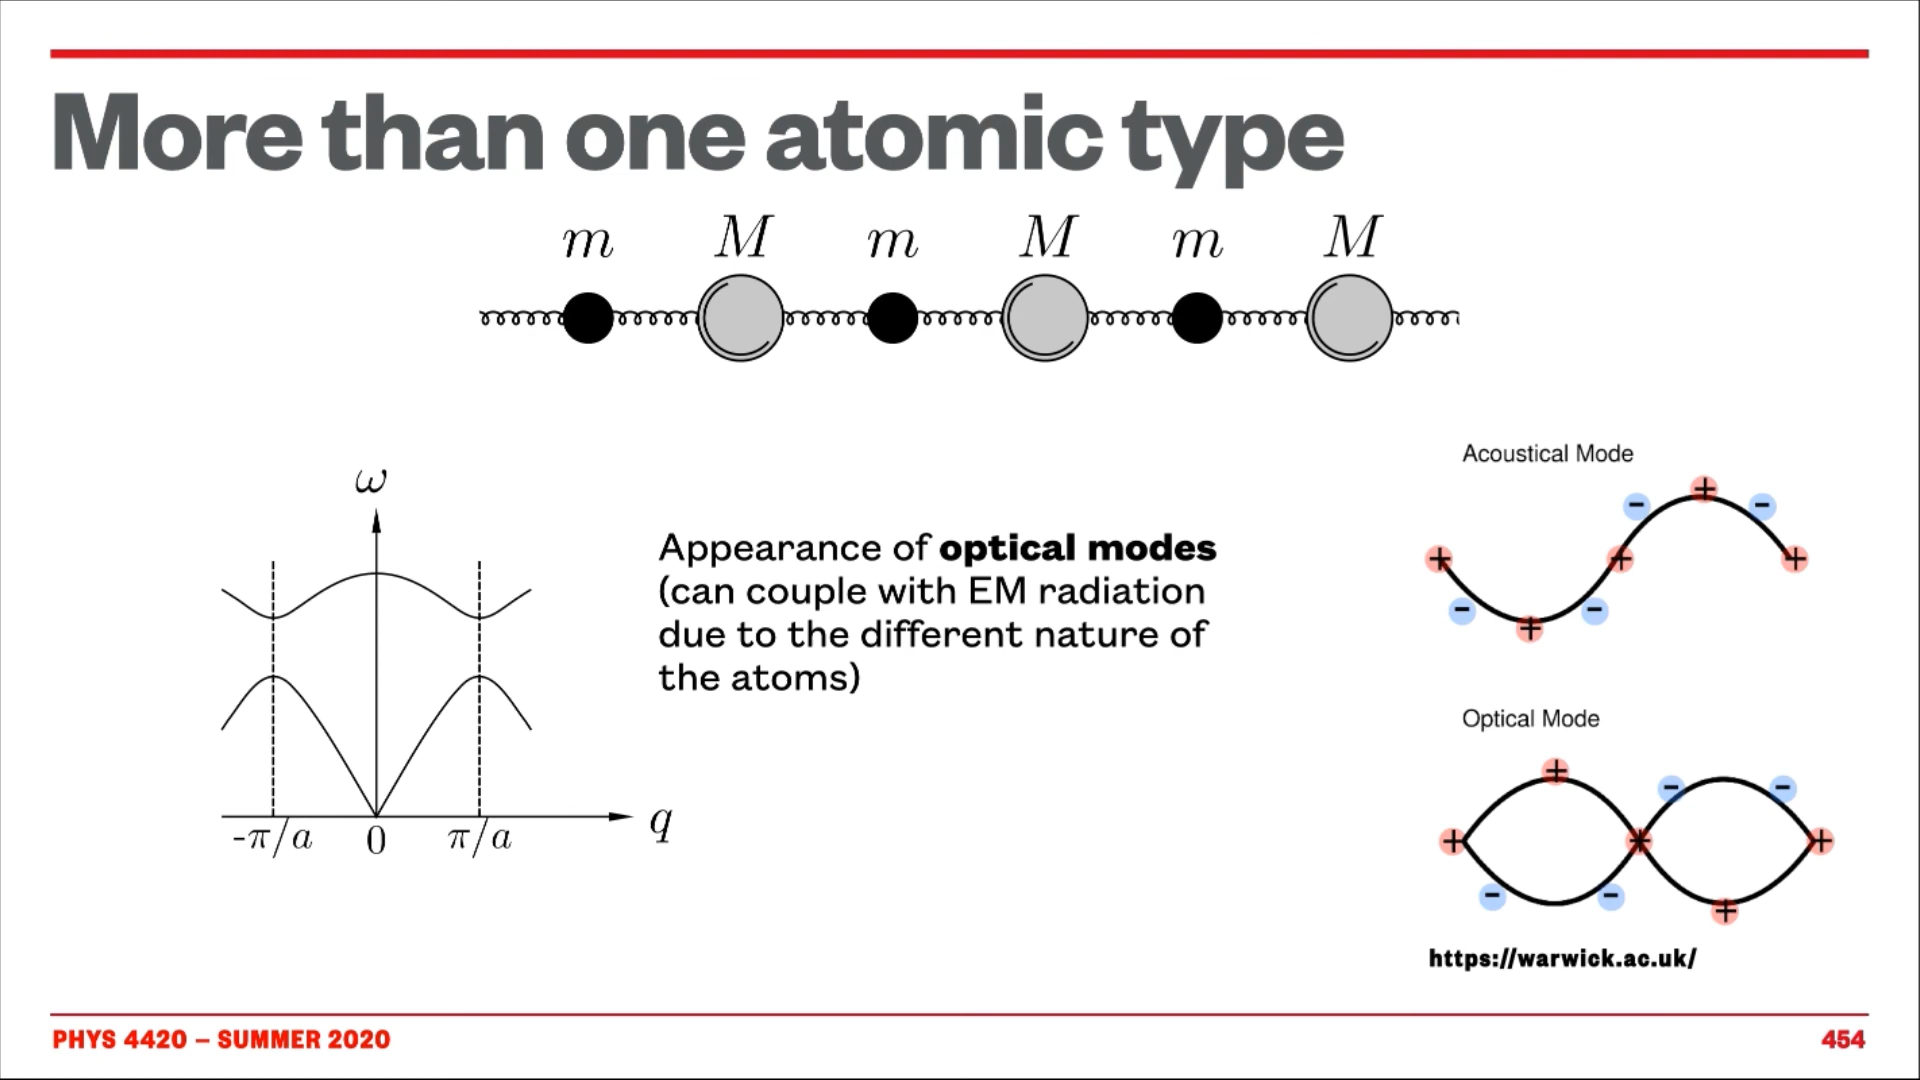 More than one atomic type
m M m M m M
Acoustical Mode
ω
Appearance of optical modes
(can couple with EM radiation
due to the different nature of
the atoms)
Optical Mode
-π/a 0 π/a q
https://warwick.ac.uk/
PHYS 4420 – SUMMER 2020
454